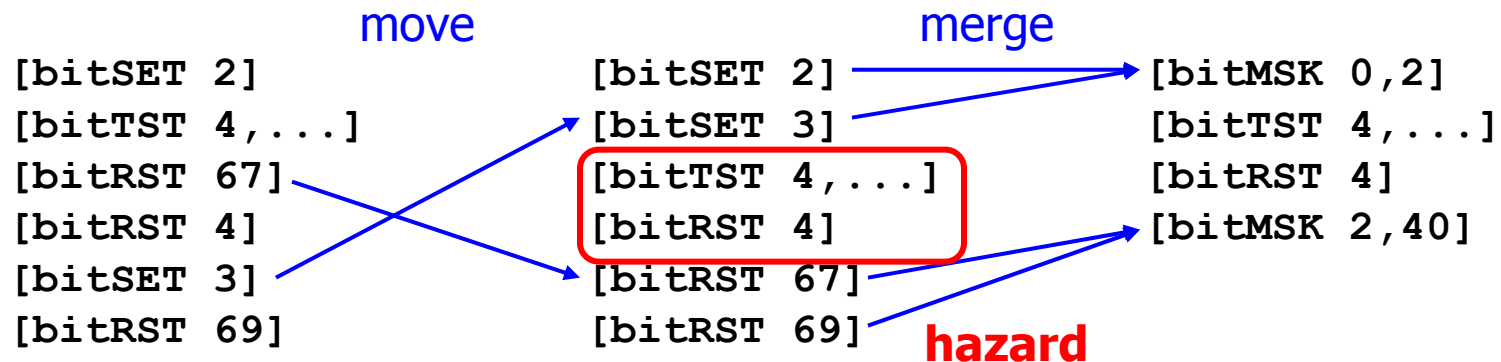 move merge
[bitSET 2] [bitSET 2] [bitMSK 0,2]
[bitTST 4,...] [bitSET 3] [bitTST 4,...]
[bitRST 67] [bitTST 4,...] [bitRST 4]
[bitRST 4] [bitRST 4] [bitMSK 2,40]
[bitSET 3] [bitRST 67]
[bitRST 69] [bitRST 69]
hazard